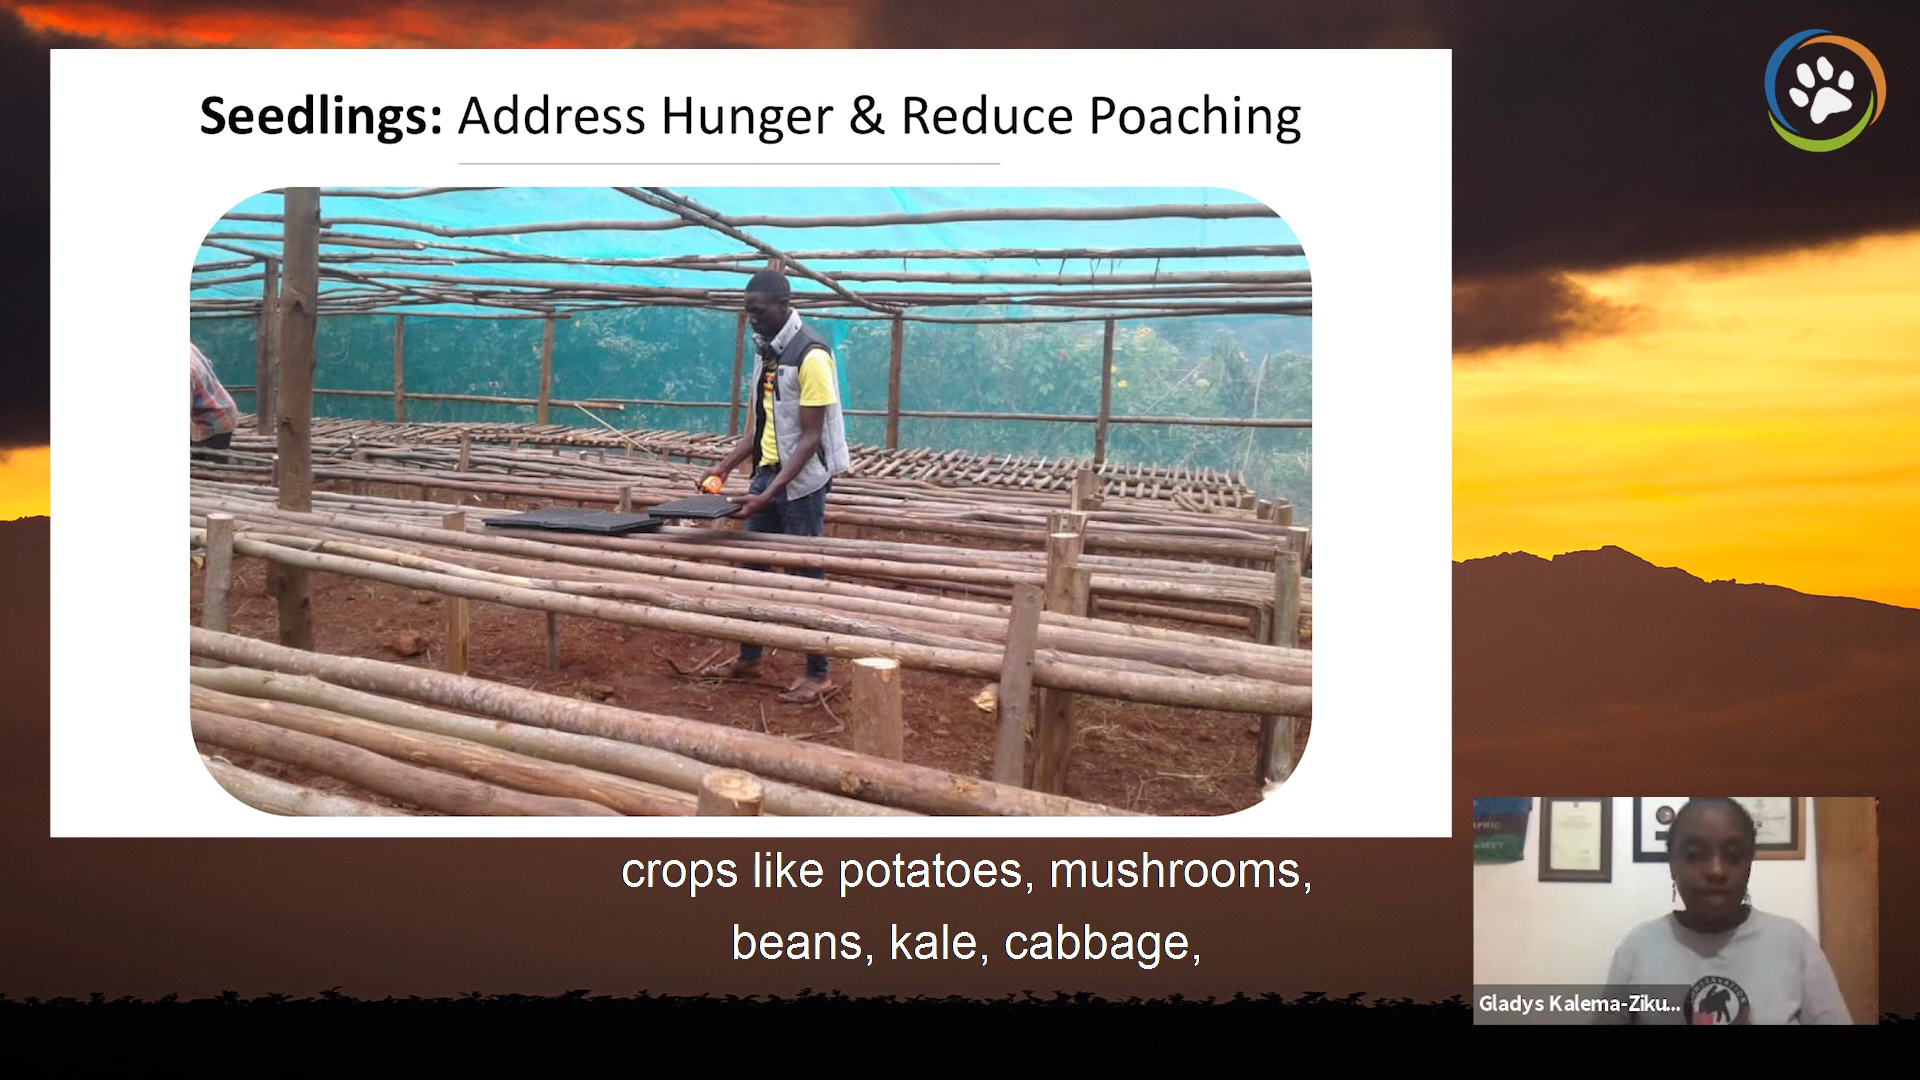 Seedlings: Address Hunger & Reduce Poaching
crops like potatoes, mushrooms,
beans, kale, cabbage,
Gladys Kalema-Ziku...